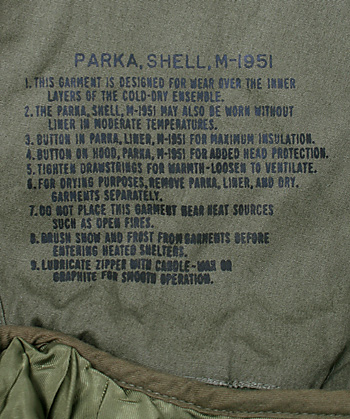 PARKA, SHELL, M-1951
1. THIS GARMENT IS DESIGNED FOR WEAR OVER THE INNER
LAYERS OF THE COLD-DRY ENSEMBLE.
2. THE PARKA, SHELL, M-1951 MAY ALSO BE WORN WITHOUT
LINER IN MODERATE TEMPERATURES.
3. BUTTON IN PARKA, LINER, M-1951 FOR MAXIMUM INSULATION.
4. BUTTON ON HOOD, PARKA, M-1951 FOR ADDED HEAD PROTECTION.
5. TIGHTEN DRAWSTRINGS FOR WARMTH-LOOSEN TO VENTILATE.
6. FOR DRYING PURPOSES, REMOVE PARKA, LINER, AND DRY
GARMENTS SEPARATELY.
7. DO NOT PLACE THIS GARMENT NEAR HEAT SOURCES
SUCH AS OPEN FIRES.
8. BRUSH SNOW AND FROST FROM GARMENTS BEFORE
ENTERING HEATED SHELTERS.
9. LUBRICATE ZIPPER WITH CANDLE-WAX OR
GRAPHITE FOR SMOOTH OPERATION.